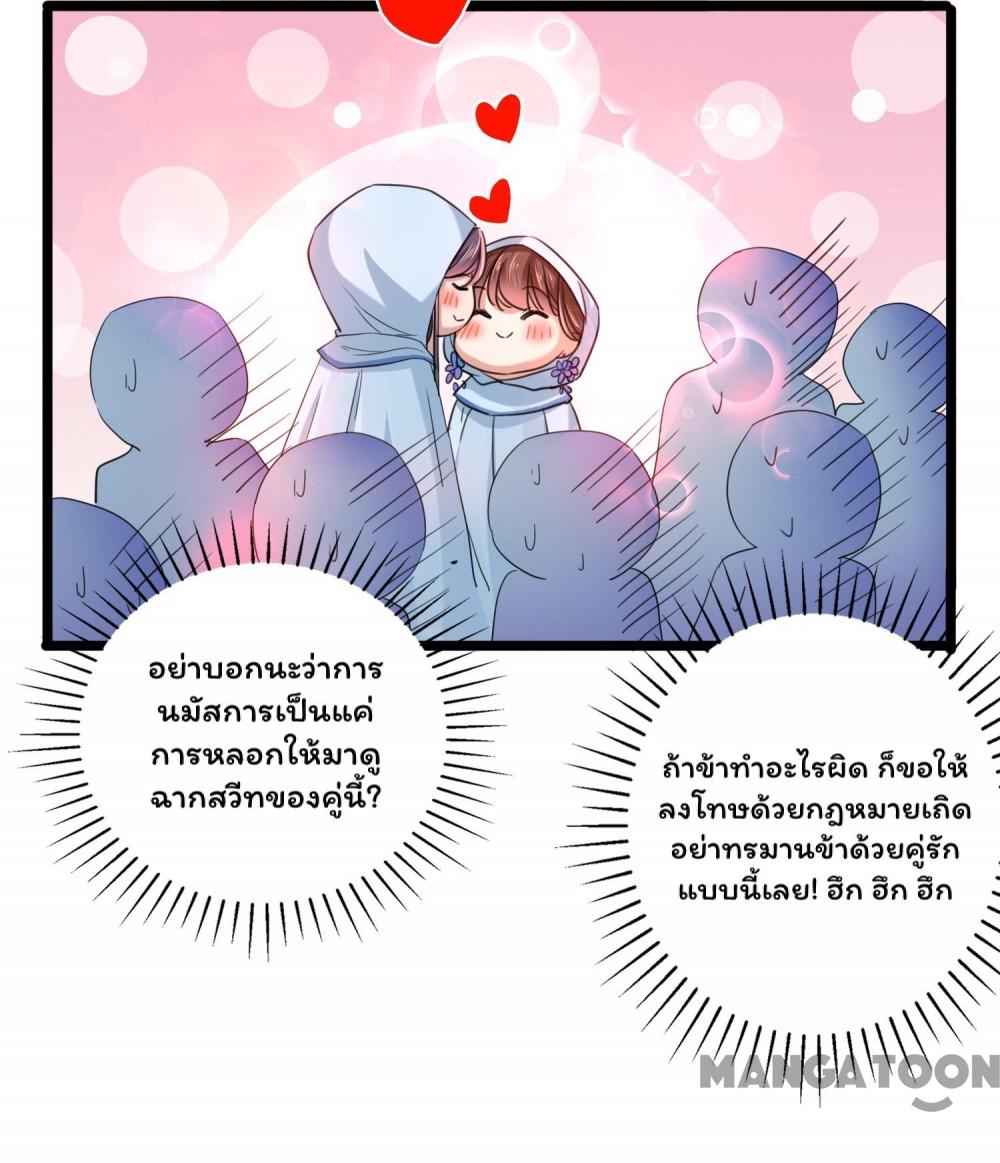 อย่าบอกนะว่าการ
นมัสการเป็นแค่
การหลอกให้มาดู
ฉากสวีทของคู่นี้?
ถ้าข้าทำอะไรผิด ก็ขอให้
ลงโทษด้วยกฎหมายเถิด
อย่าทรมานข้าด้วยคู่รัก
แบบนี้เลย! ฮึก ฮึก ฮึก
MANGATOON